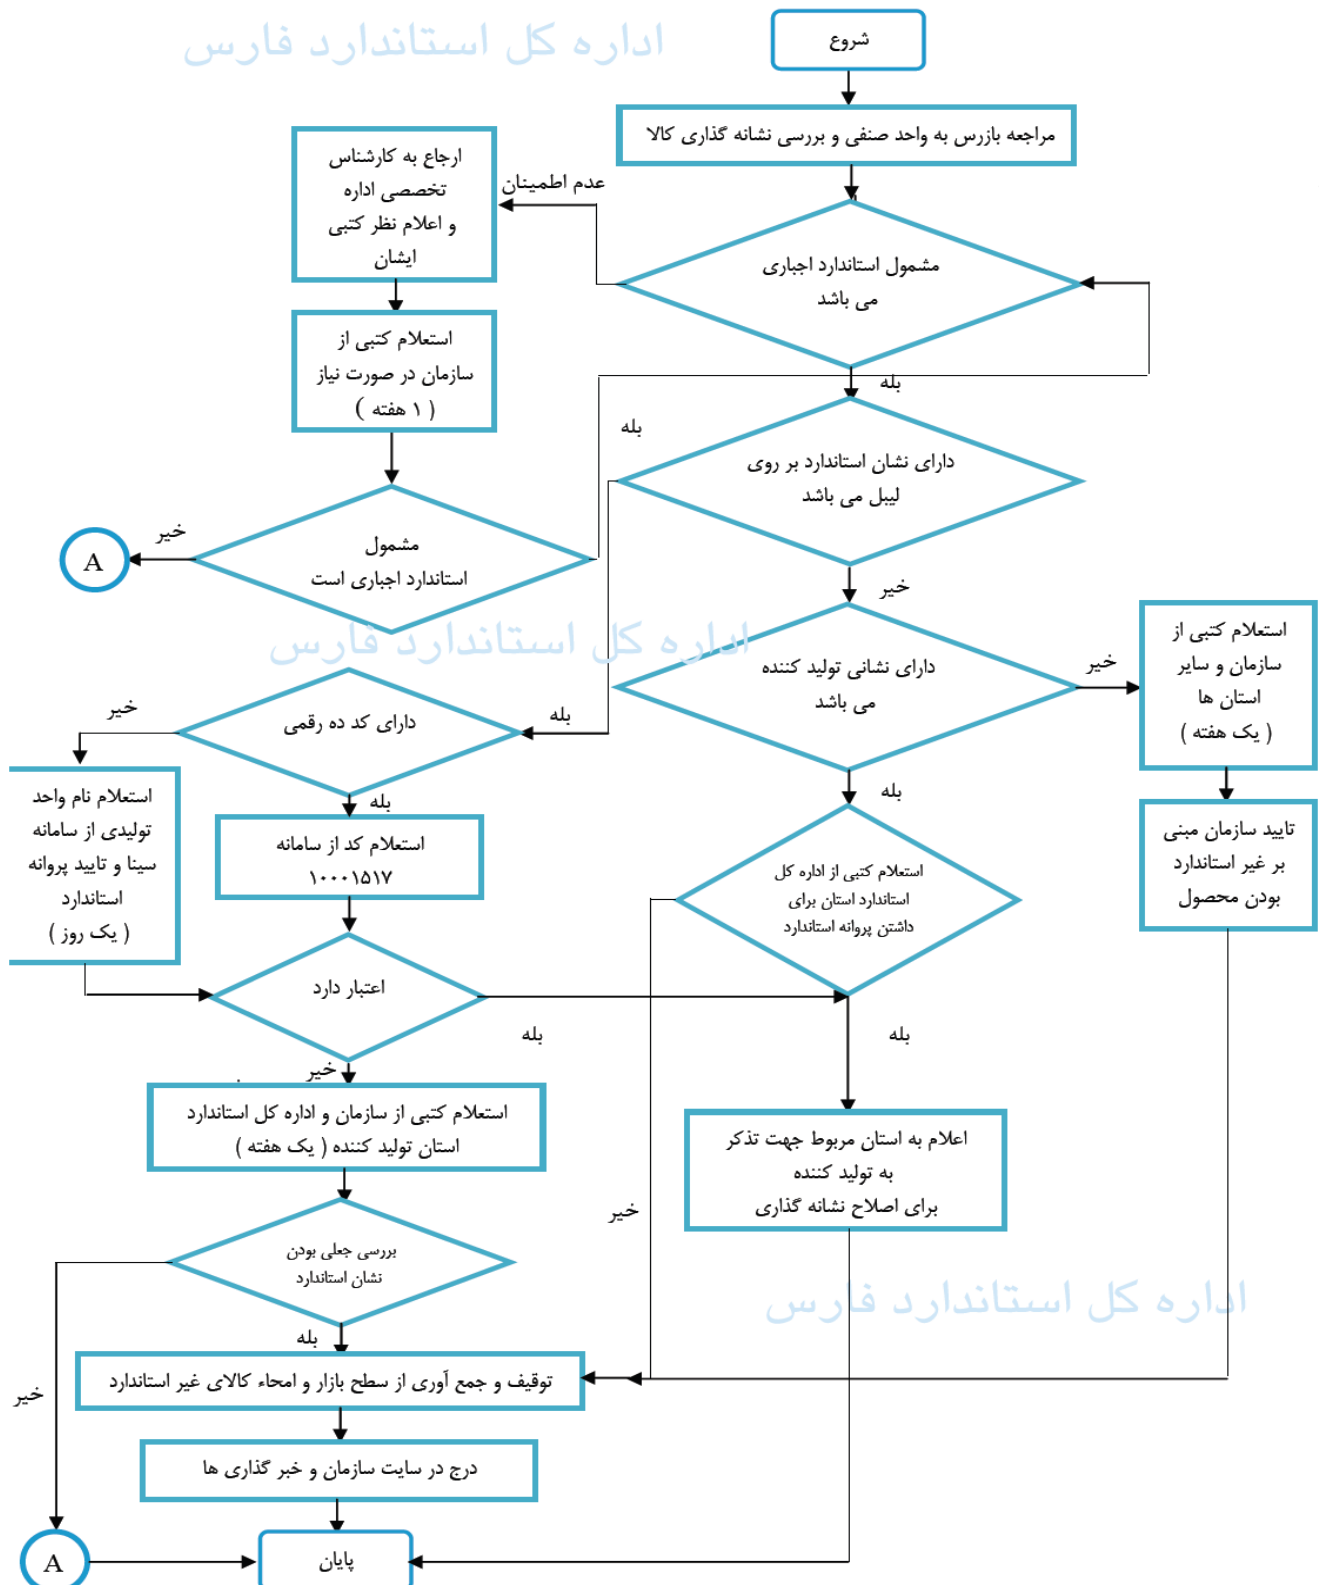 اداره کل استاندارد فارس
شروع
مراجعه بازرس به واحد صنفی و بررسی نشانه گذاری کالا
ارجاع به کارشناس
تخصصی اداره
و اعلام نظر کتبی
ایشان
عدم اطمینان
مشمول استاندارد اجباری
می باشد
استعلام کتبی از
سازمان در صورت نیاز
( ۱ هفته )
بله
بله
دارای نشان استاندارد بر روی
لیبل می باشد
مشمول
استاندارد اجباری است
خیر
A
خیر
اداره کل استاندارد فارس
دارای نشانی تولید کننده
می باشد
خیر
استعلام کتبی از
سازمان و سایر
استان ها
( یک هفته )
بله
دارای کد ده رقمی
خیر
بله
بله
استعلام نام واحد
تولیدی از سامانه
سینا و تایید پروانه
استاندارد
( یک روز )
استعلام کد از سامانه
۱۰۰۰۱۵۱۷
استعلام کتبی از اداره کل
استاندارد استان برای
داشتن پروانه استاندارد
تایید سازمان مبنی
بر غیر استاندارد
بودن محصول
اعتبار دارد
بله
بله
خیر
استعلام کتبی از سازمان و اداره کل استاندارد
استان تولید کننده ( یک هفته )
اعلام به استان مربوط جهت تذکر
به تولید کننده
برای اصلاح نشانه گذاری
خیر
بررسی جعلی بودن
نشان استاندارد
اداره کل استاندارد فارس
بله
خیر
توقیف و جمع آوری از سطح بازار و امحاء کالای غیر استاندارد
درج در سایت سازمان و خبر گذاری ها
A
پایان